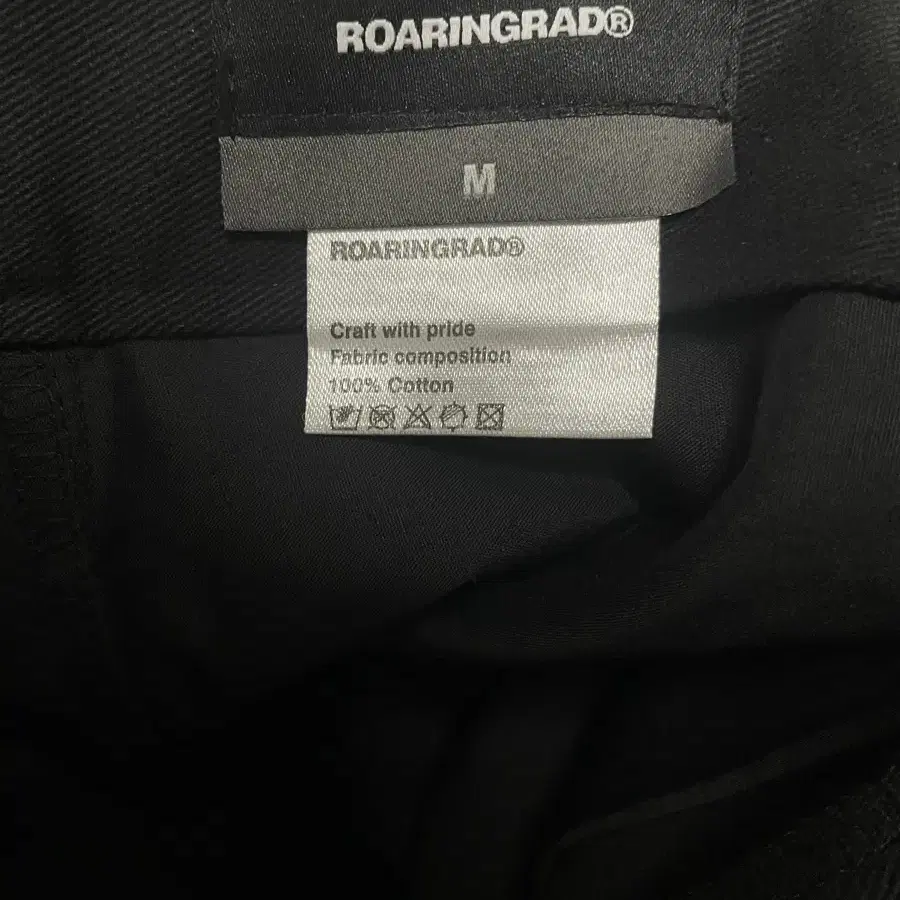 ROARINGRAD®
M
ROARINGRAD®
Craft with pride
Fabric composition
100% Cotton